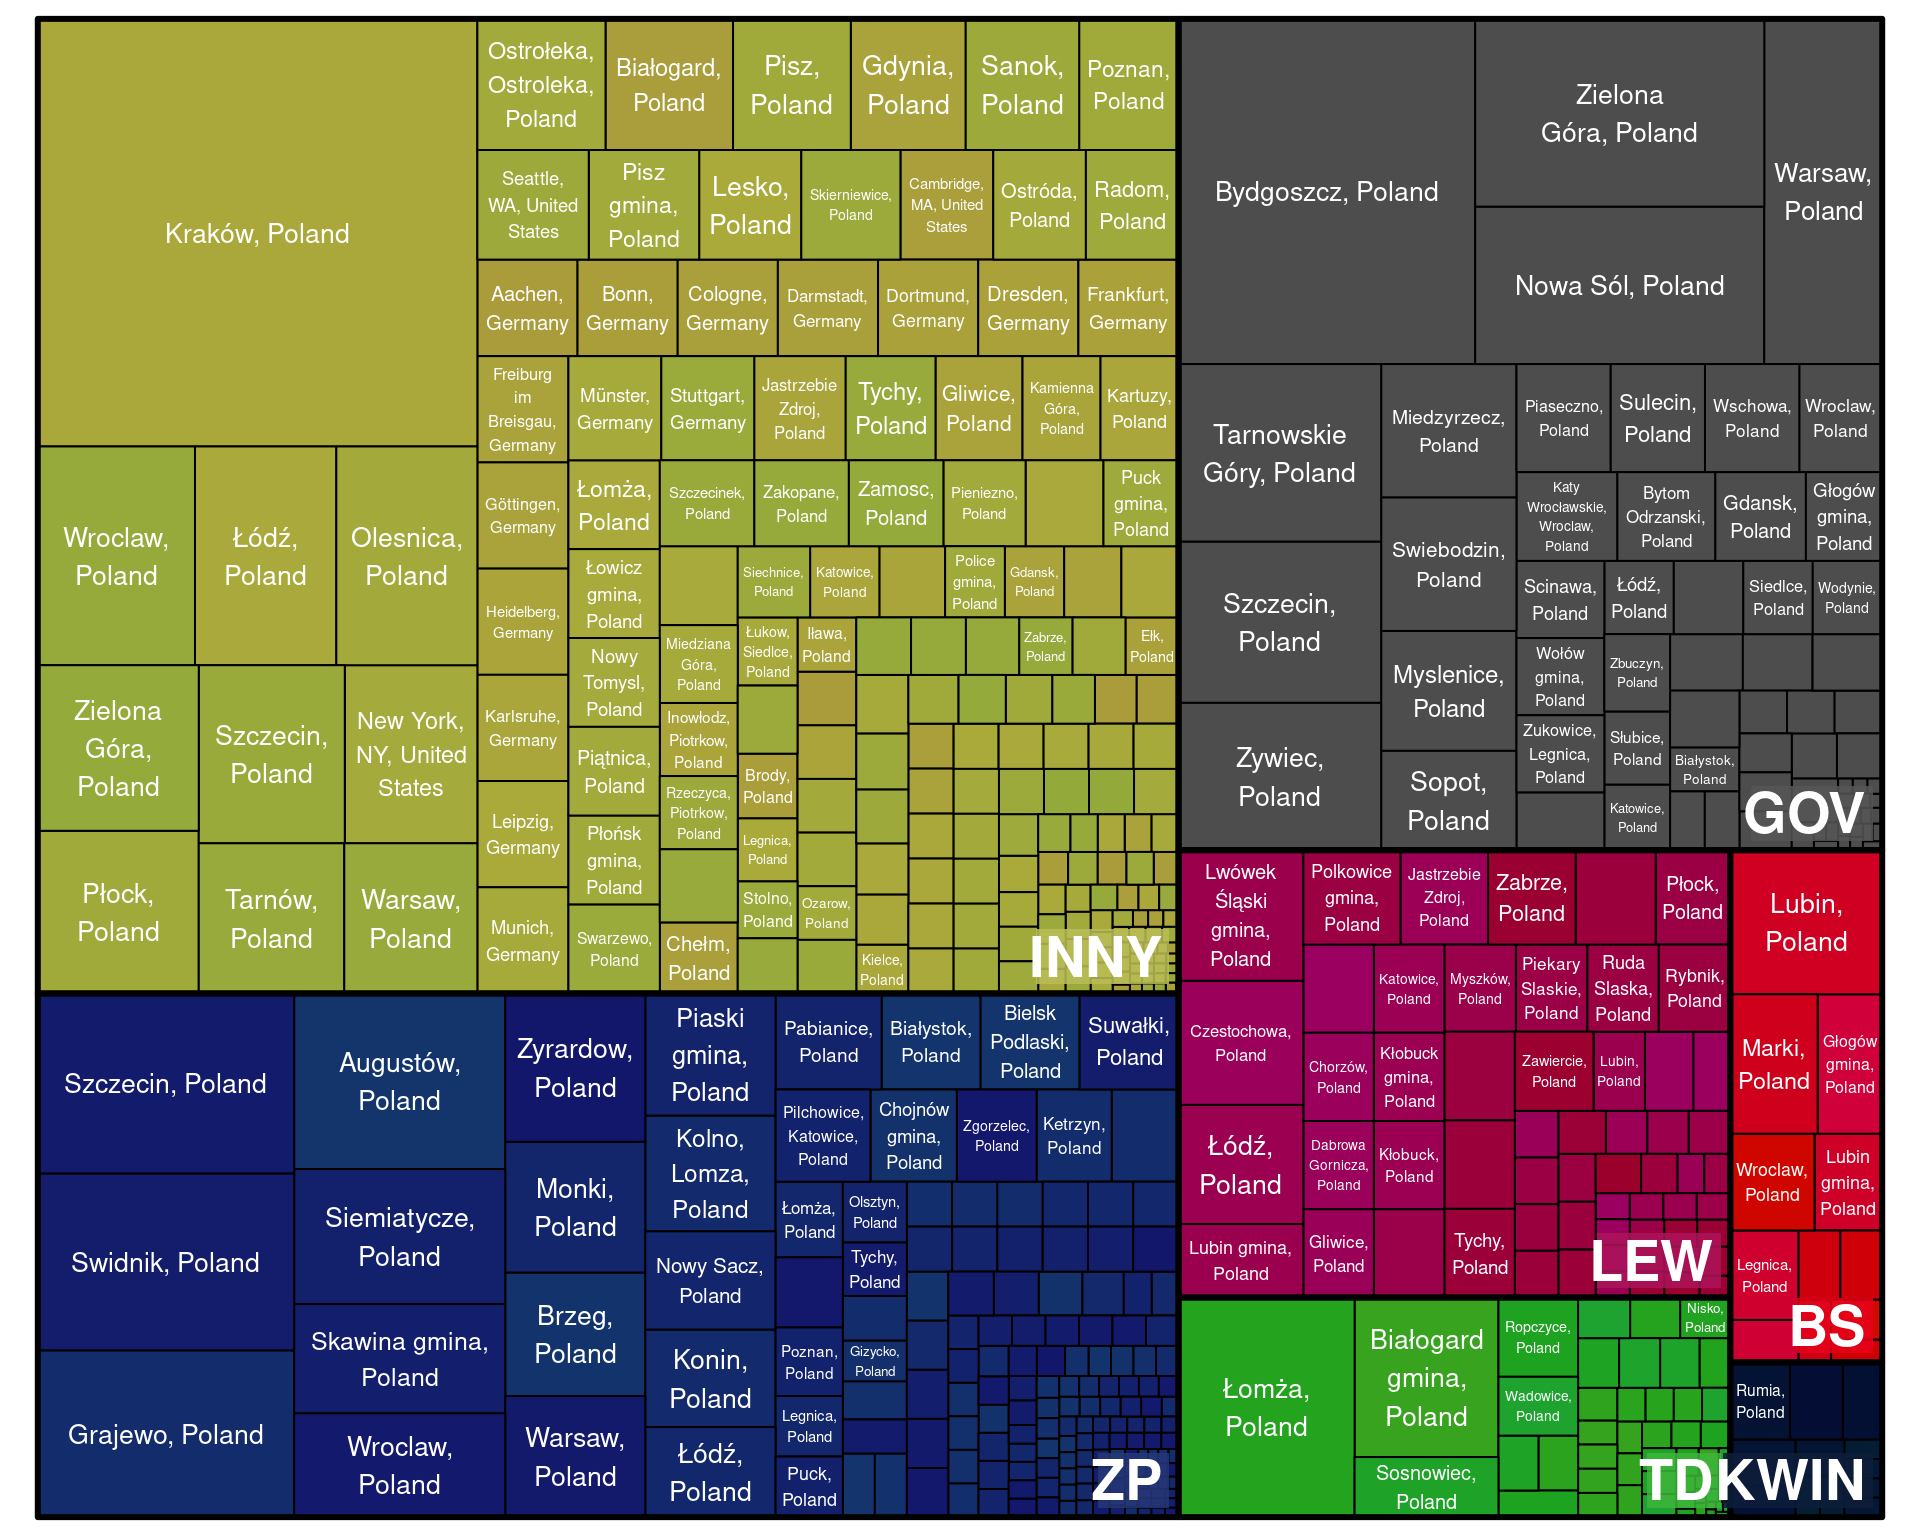 Kraków, Poland
Ostrołeka,
Ostroleka,
Poland
Białogard,
Poland
Pisz,
Poland
Gdynia,
Poland
Sanok,
Poland
Poznan,
Poland
Seattle,
WA, United
States
Pisz
gmina,
Poland
Lesko,
Poland
Skierniewice,
Poland
Cambridge,
MA, United
States
Ostróda,
Poland
Radom,
Poland
Aachen,
Germany
Bonn,
Germany
Cologne,
Germany
Darmstadt,
Germany
Dortmund,
Germany
Dresden,
Germany
Frankfurt,
Germany
Freiburg
im
Breisgau,
Germany
Münster,
Germany
Stuttgart,
Germany
Jastrzebie
Zdroj,
Poland
Tychy,
Poland
Gliwice,
Poland
Kamienna
Góra,
Poland
Kartuzy,
Poland
Wroclaw,
Poland
Łódź,
Poland
Olesnica,
Poland
Göttingen,
Germany
Łomża,
Poland
Szczecinek,
Poland
Zakopane,
Poland
Zamosc,
Poland
Pieniezno,
Poland
Puck
gmina,
Poland
Heidelberg,
Germany
Łowicz
gmina,
Poland
Siechnice,
Poland
Katowice,
Poland
Police
gmina,
Poland
Gdansk,
Poland
Nowy
Tomysl,
Poland
Miedziana
Góra,
Poland
Łukow,
Siedlce,
Poland
Iława,
Poland
Zabrze,
Poland
Ełk,
Poland
Zielona
Góra,
Poland
Szczecin,
Poland
New York,
NY, United
States
Karlsruhe,
Germany
Piątnica,
Poland
Inowłodz,
Piotrkow,
Poland
Brody,
Poland
Leipzig,
Germany
Płońsk
gmina,
Poland
Rzeczyca,
Piotrkow,
Poland
Legnica,
Poland
Płock,
Poland
Tarnów,
Poland
Warsaw,
Poland
Munich,
Germany
Swarzewo,
Poland
Chełm,
Poland
Stolno,
Poland
Ozarow,
Poland
Kielce,
Poland
INNY
Bydgoszcz, Poland
Zielona
Góra, Poland
Nowa Sól, Poland
Warsaw,
Poland
Tarnowskie
Góry, Poland
Szczecin,
Poland
Zywiec,
Poland
Miedzyrzecz,
Poland
Swiebodzin,
Poland
Myslenice,
Poland
Sopot,
Poland
Piaseczno,
Poland
Sulecin,
Poland
Wschowa,
Poland
Wroclaw,
Poland
Katy
Wrocławskie,
Wroclaw,
Poland
Bytom
Odrzanski,
Poland
Gdansk,
Poland
Głogów
gmina,
Poland
Scinawa,
Poland
Łódź,
Poland
Siedlce,
Poland
Wodynie,
Poland
Wołów
gmina,
Poland
Zbuczyn,
Poland
Zukowice,
Legnica,
Poland
Słubice,
Poland
Białystok,
Poland
Katowice,
Poland
GOV
Szczecin, Poland
Swidnik, Poland
Grajewo, Poland
Augustów,
Poland
Siemiatycze,
Poland
Skawina gmina,
Poland
Wroclaw,
Poland
Zyrardow,
Poland
Monki,
Poland
Brzeg,
Poland
Warsaw,
Poland
Piaski
gmina,
Poland
Kolno,
Lomza,
Poland
Nowy Sacz,
Poland
Konin,
Poland
Łódź,
Poland
Pabianice,
Poland
Białystok,
Poland
Bielsk
Podlaski,
Poland
Suwałki,
Poland
Pilchowice,
Katowice,
Poland
Chojnów
gmina,
Poland
Zgorzelec,
Poland
Ketrzyn,
Poland
Łomża,
Poland
Olsztyn,
Poland
Tychy,
Poland
Poznan,
Poland
Gizycko,
Poland
Legnica,
Poland
Puck,
Poland
ZP
Lwówek
Śląski
gmina,
Poland
Czestochowa,
Poland
Łódź,
Poland
Lubin gmina,
Poland
Polkowice
gmina,
Poland
Jastrzebie
Zdroj,
Poland
Zabrze,
Poland
Płock,
Poland
Katowice,
Poland
Myszków,
Poland
Piekary
Slaskie,
Poland
Ruda
Slaska,
Poland
Rybnik,
Poland
Chorzów,
Poland
Kłobuck
gmina,
Poland
Zawiercie,
Poland
Lubin,
Poland
Dabrowa
Gornicza,
Poland
Kłobuck,
Poland
Gliwice,
Poland
Tychy,
Poland
LEW
Lubin,
Poland
Marki,
Poland
Głogów
gmina,
Poland
Wroclaw,
Poland
Lubin
gmina,
Poland
Legnica,
Poland
BS
Łomża,
Poland
Białogard
gmina,
Poland
Sosnowiec,
Poland
Ropczyce,
Poland
Wadowice,
Poland
Nisko,
Poland
TD
Rumia,
Poland
KWIN